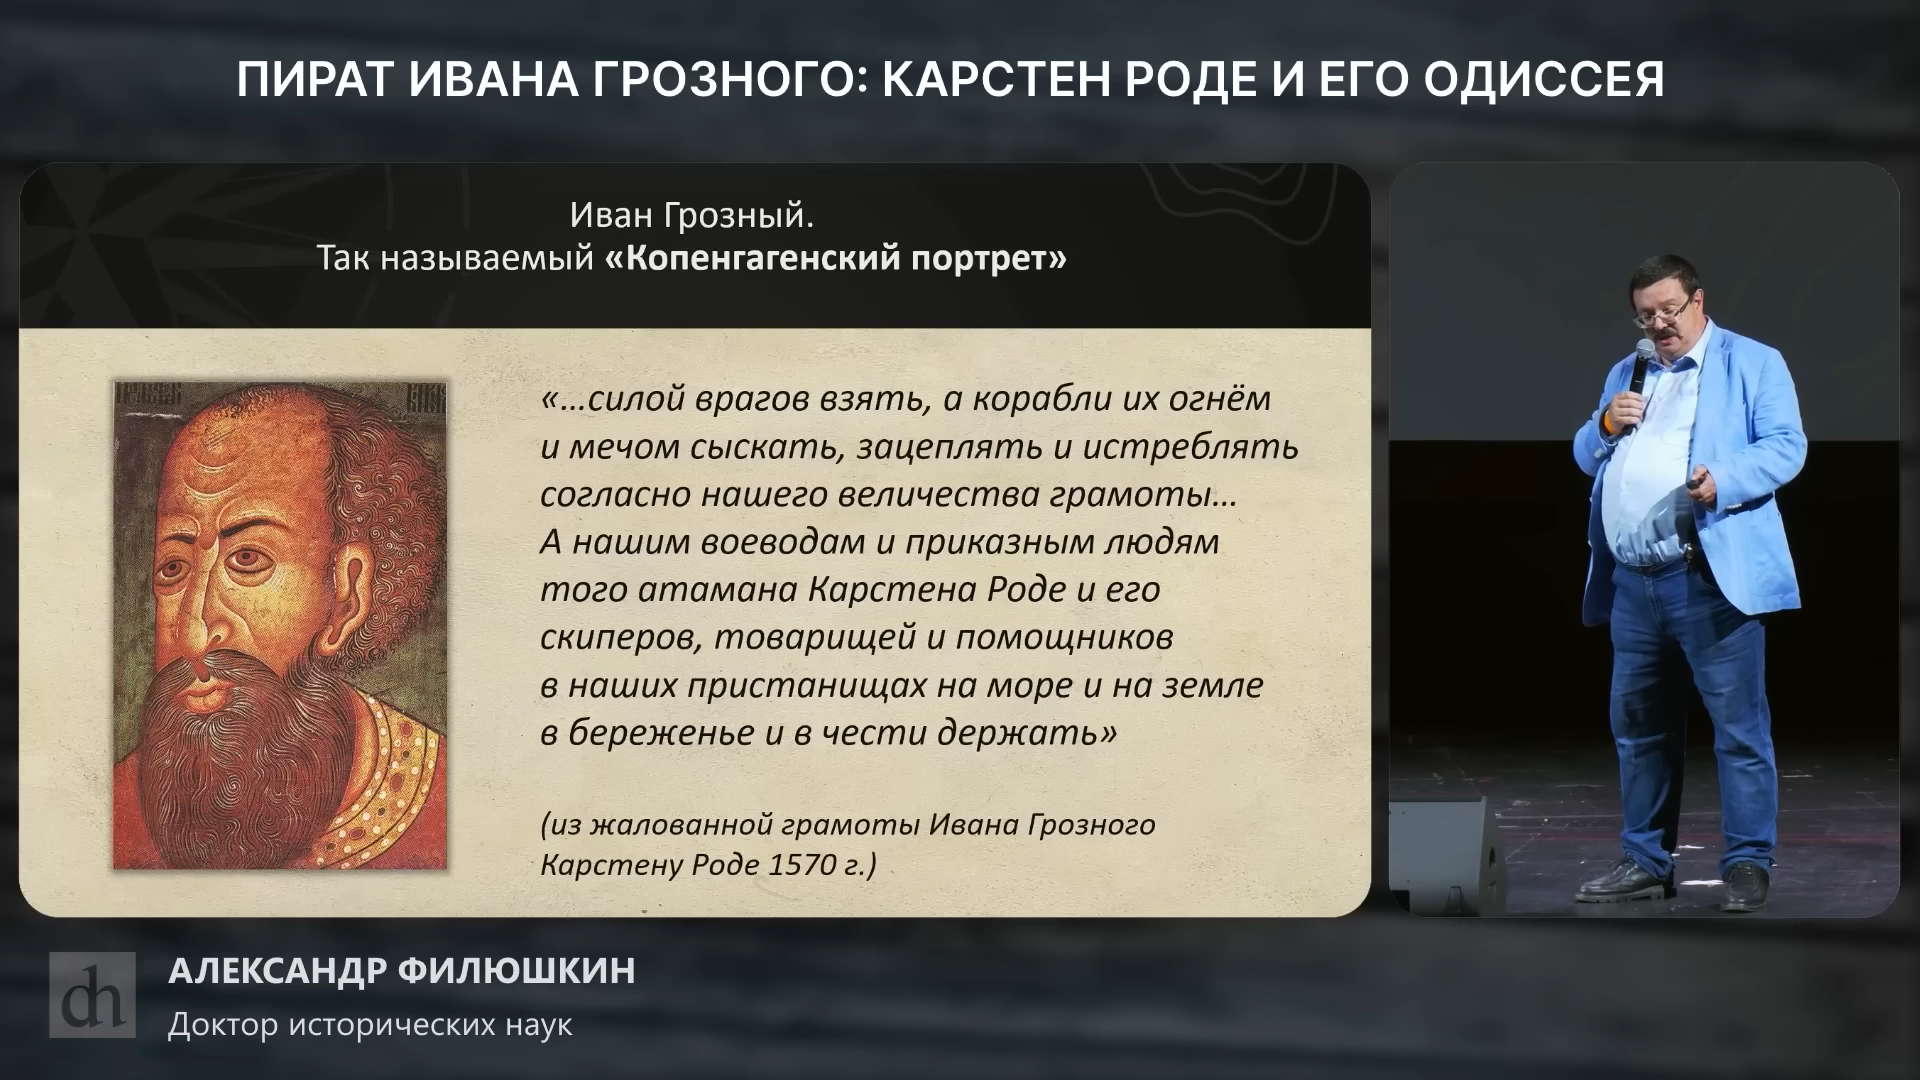 ПИРАТ ИВАНА ГРОЗНОГО: КАРСТЕН РОДЕ И ЕГО ОДИССЕЯ
Иван Грозный.
Так называемый «Копенгагенский портрет»
«...силой врагов взять, а корабли их огнём
и мечом сыскать, зацеплять и истреблять
согласно нашего величества грамоты...
А нашим воеводам и приказным людям
того атамана Карстена Роде и его
скиперов, товарищей и помощников
в наших пристанищах на море и на земле
в береженье и в чести держать»
(из жалованной грамоты Ивана Грозного
Карстену Роде 1570 г.)
dh
АЛЕКСАНДР ФИЛЮШКИН
Доктор исторических наук